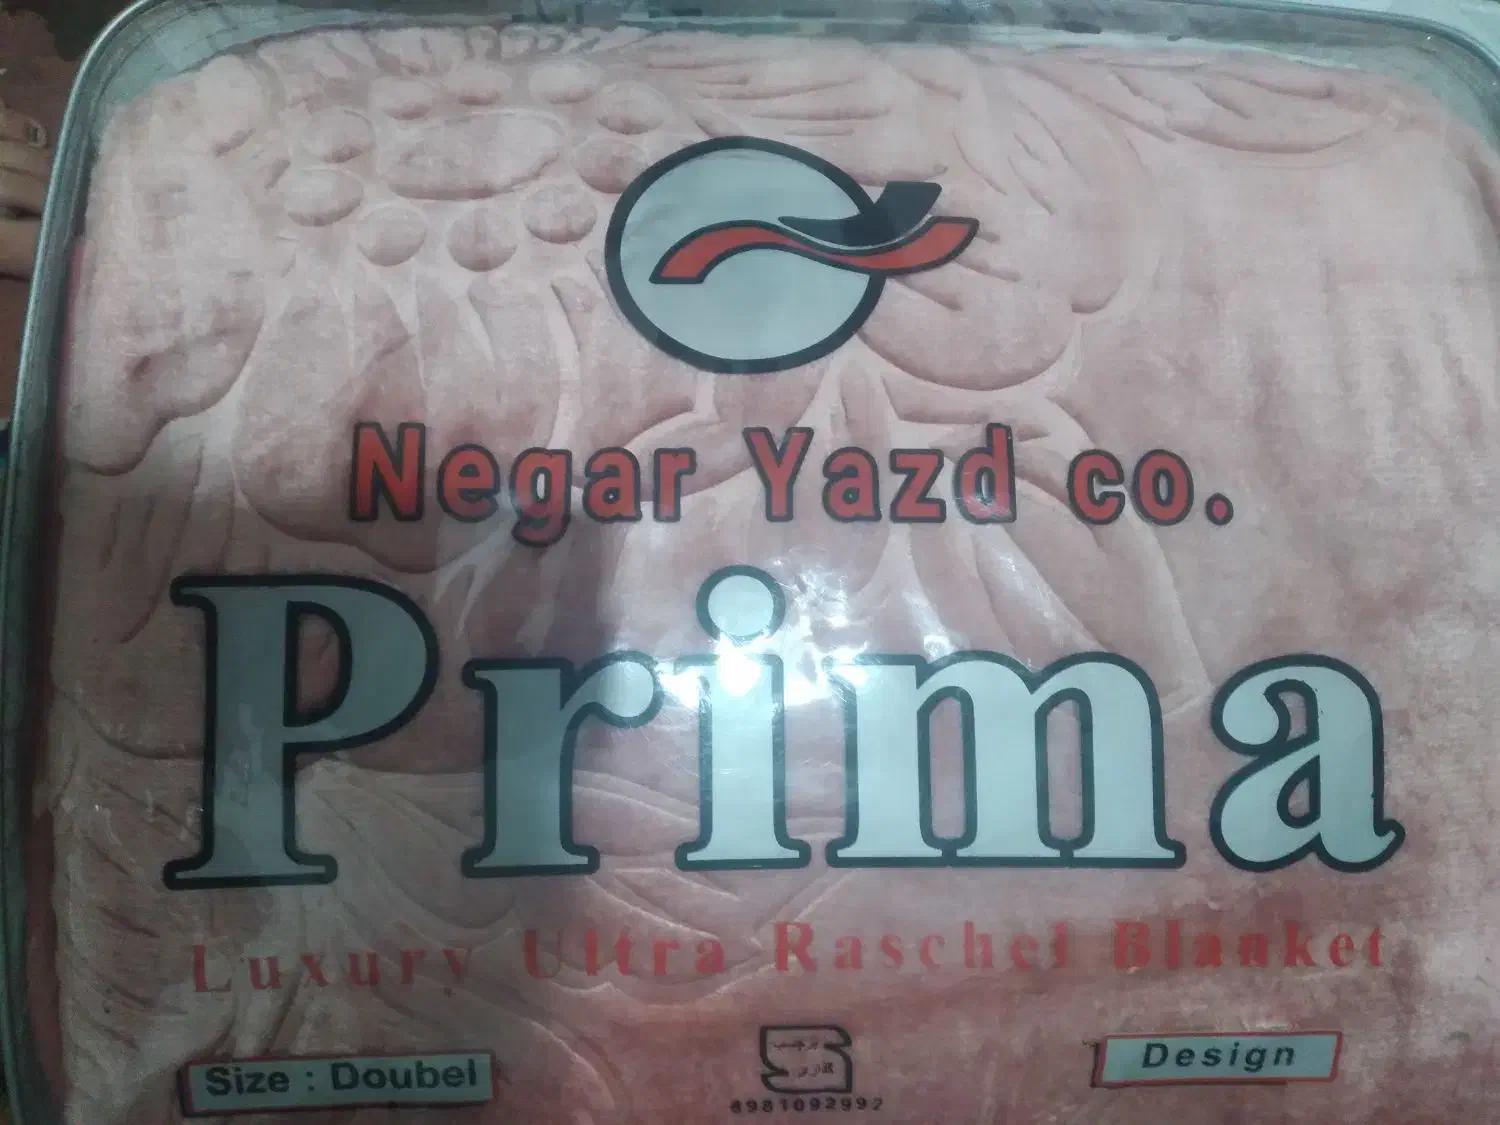 Negar Yazd co.
Prima
Luxury Ultra Raschel Blanket
Size : Doubel
Design
6981092992